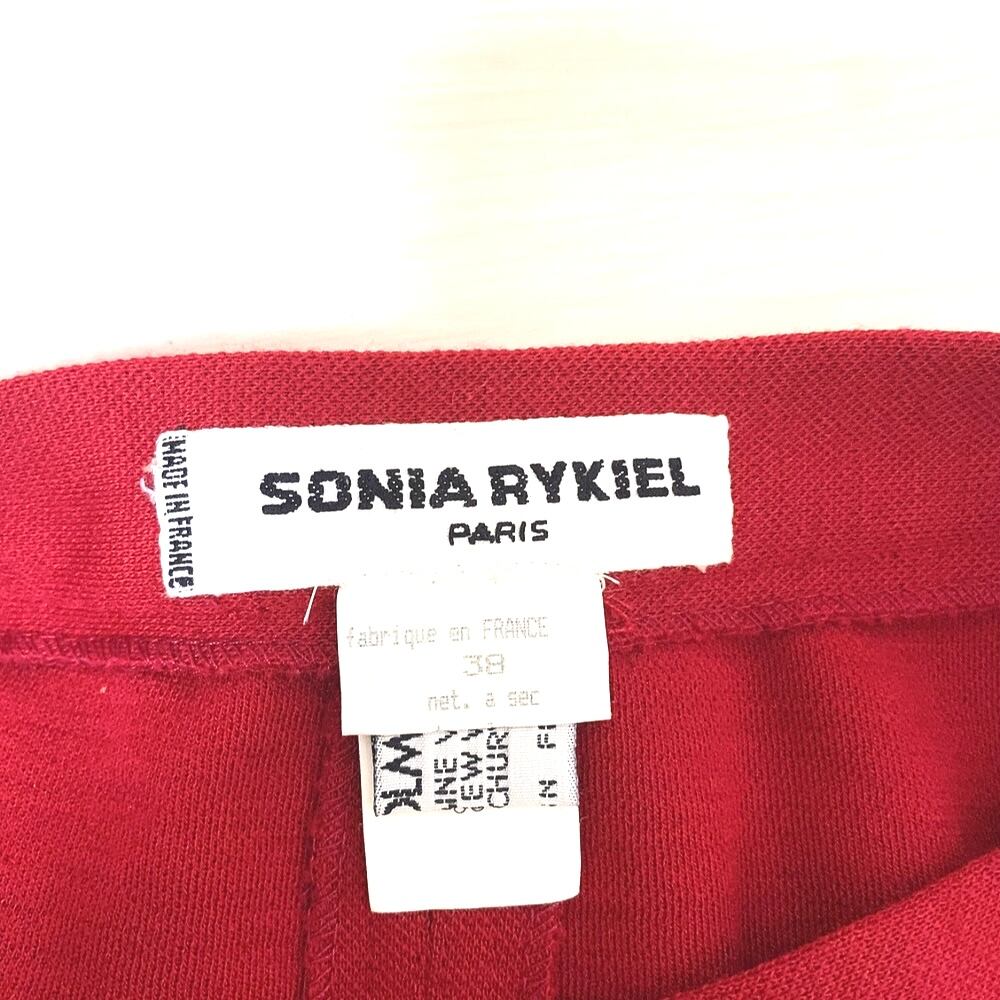 MADE IN FRANCE
SONIA RYKIEL
PARIS
fabrique en FRANCE
38
net. a sec